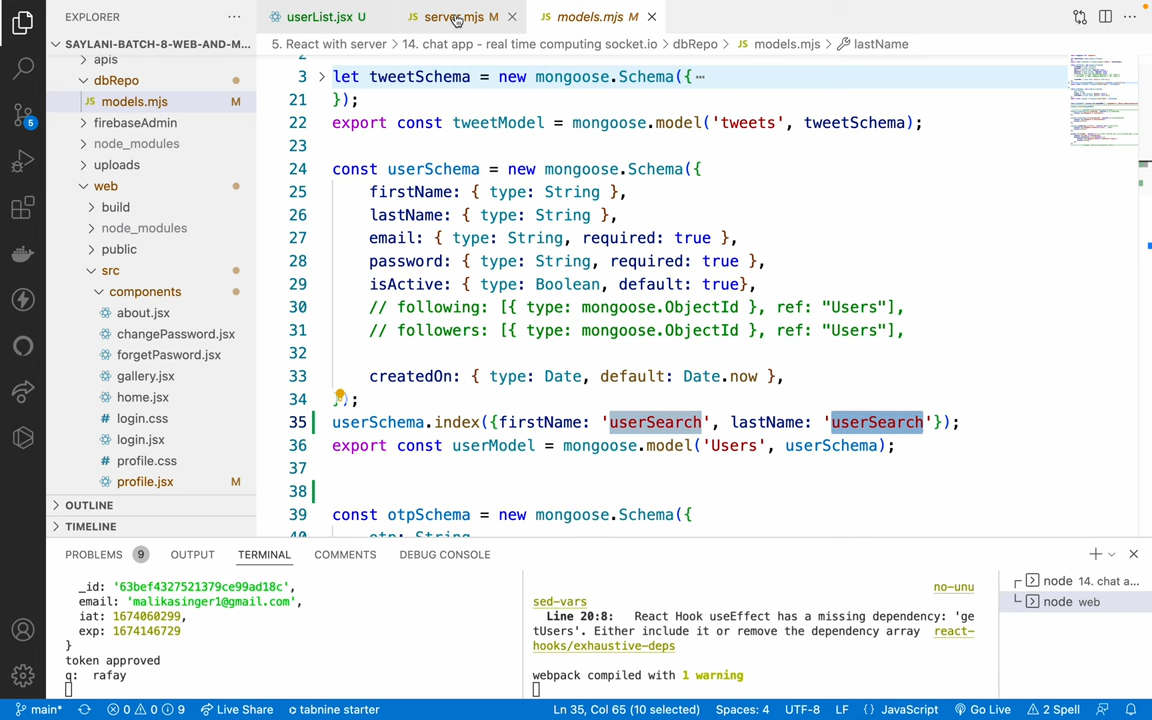 EXPLORER
userList.jsx U
JS server.mjs M
JS models.mjs M
SAYLANI-BATCH-8-WEB-AND-M...
5. React with server > 14. chat app - real time computing socket.io > dbRepo > JS models.mjs > lastName
apis
dbRepo
JS models.mjs M
firebaseAdmin
node_modules
uploads
web
build
node_modules
public
src
components
about.jsx
changePassword.jsx
forgetPasword.jsx
gallery.jsx
home.jsx
# login.css
login.jsx
# profile.css
profile.jsx M
OUTLINE
TIMELINE
5
2
3 let tweetSchema = new mongoose.Schema({⋯
21 });
22 export const tweetModel = mongoose.model('tweets', tweetSchema);
23
24 const userSchema = new mongoose.Schema({
25 firstName: { type: String },
26 lastName: { type: String },
27 email: { type: String, required: true },
28 password: { type: String, required: true },
29 isActive: { type: Boolean, default: true},
30 // following: [{ type: mongoose.ObjectId }, ref: "Users"],
31 // followers: [{ type: mongoose.ObjectId }, ref: "Users"],
32
33 createdOn: { type: Date, default: Date.now },
34 });
35 userSchema.index({firstName: 'userSearch', lastName: 'userSearch'});
36 export const userModel = mongoose.model('Users', userSchema);
37
38
39 const otpSchema = new mongoose.Schema({
40 otp: String
PROBLEMS 9 OUTPUT TERMINAL COMMENTS DEBUG CONSOLE
_id: '63bef4327521379ce99ad18c',
email: 'malikasinger1@gmail.com',
iat: 1674060299,
exp: 1674146729
}
token approved
q: rafay
no-unu
sed-vars
Line 20:8: React Hook useEffect has a missing dependency: 'ge
tUsers'. Either include it or remove the dependency array react-
hooks/exhaustive-deps
webpack compiled with 1 warning
node 14. chat a...
node web
main* 0 0 9 Live Share tabnine starter Ln 35, Col 65 (10 selected) Spaces: 4 UTF-8 LF {} JavaScript Go Live 2 Spell